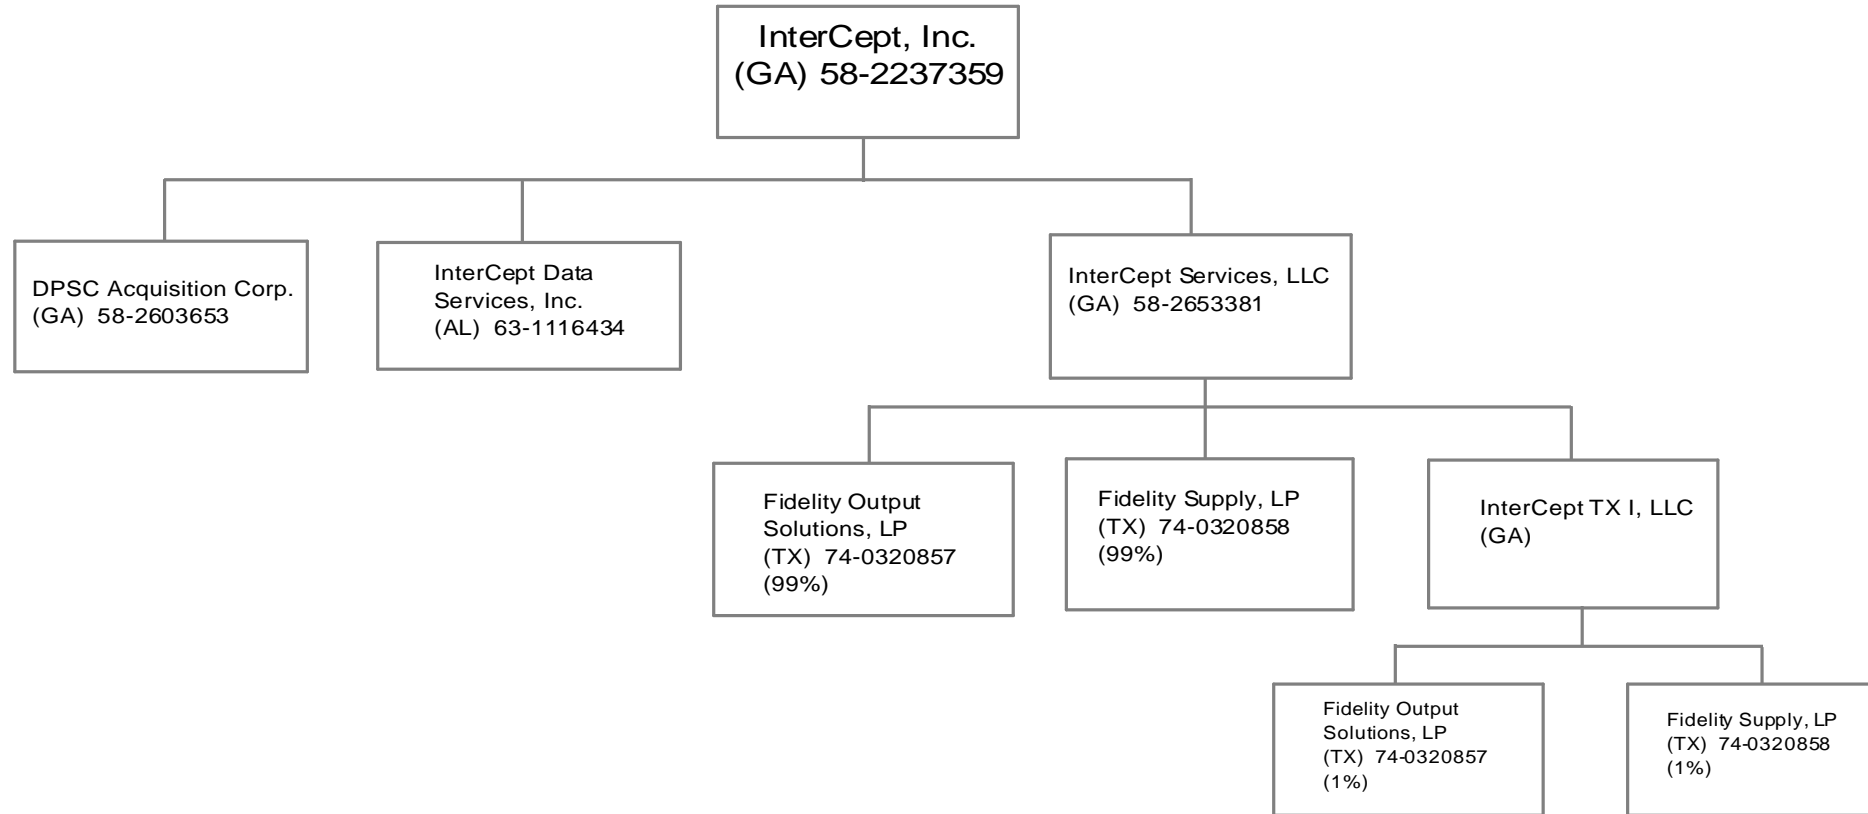 InterCept, Inc.
(GA) 58-2237359
DPSC Acquisition Corp.
(GA) 58-2603653
InterCept Data
Services, Inc.
(AL) 63-1116434
InterCept Services, LLC
(GA) 58-2653381
Fidelity Output
Solutions, LP
(TX) 74-0320857
(99%)
Fidelity Supply, LP
(TX) 74-0320858
(99%)
InterCept TX I, LLC
(GA)
Fidelity Output
Solutions, LP
(TX) 74-0320857
(1%)
Fidelity Supply, LP
(TX) 74-0320858
(1%)